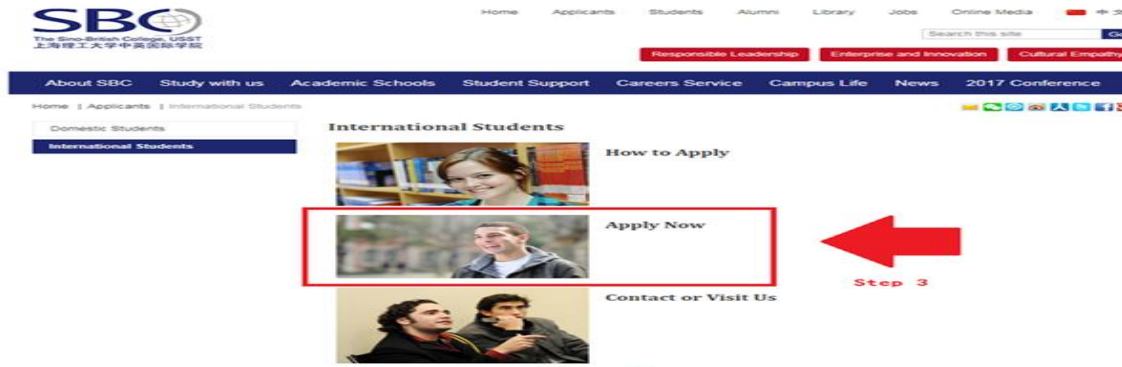 SBC
The Sino-British College, USST
上海理工大学中英国际学院
Home Applicants Students Alumni Library Jobs Online Media 中文
Search this site Go
Responsible Leadership Enterprise and Innovation Cultural Empathy
About SBC Study with us Academic Schools Student Support Careers Service Campus Life News 2017 Conference
Home | Applicants | International Students
Domestic Students
International Students
International Students
How to Apply
Apply Now
Step 3
Contact or Visit Us